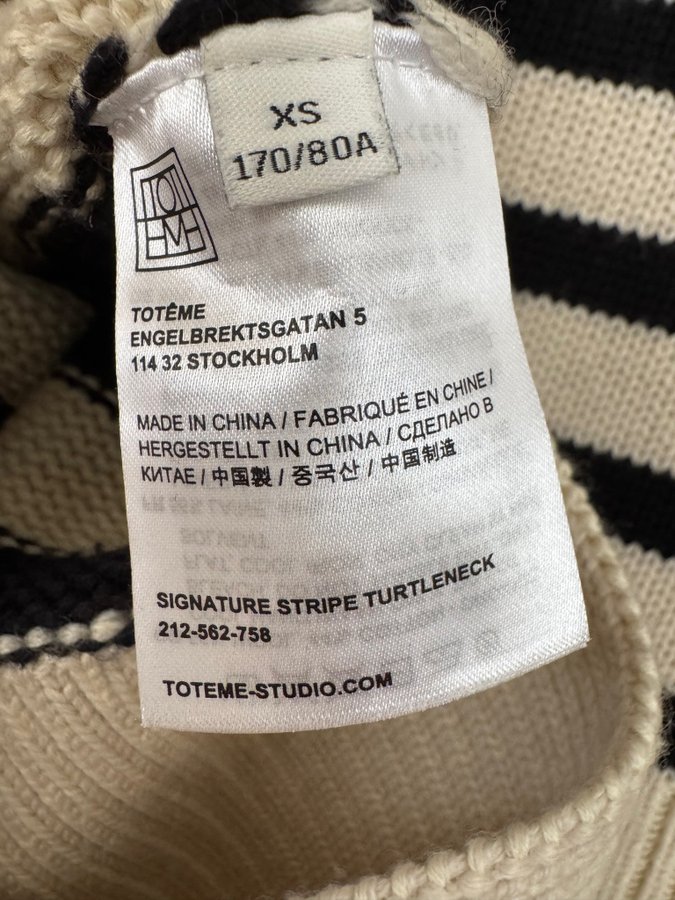 XS
170/80A
TOTÊME
TOTÊME
ENGELBREKTSGATAN 5
114 32 STOCKHOLM
MADE IN CHINA / FABRIQUÉ EN CHINE /
HERGESTELLT IN CHINA / СДЕЛАНО В
КИТАЕ / 中国製 / 중국산 / 中国制造
SIGNATURE STRIPE TURTLENECK
212-562-758
TOTEME-STUDIO.COM